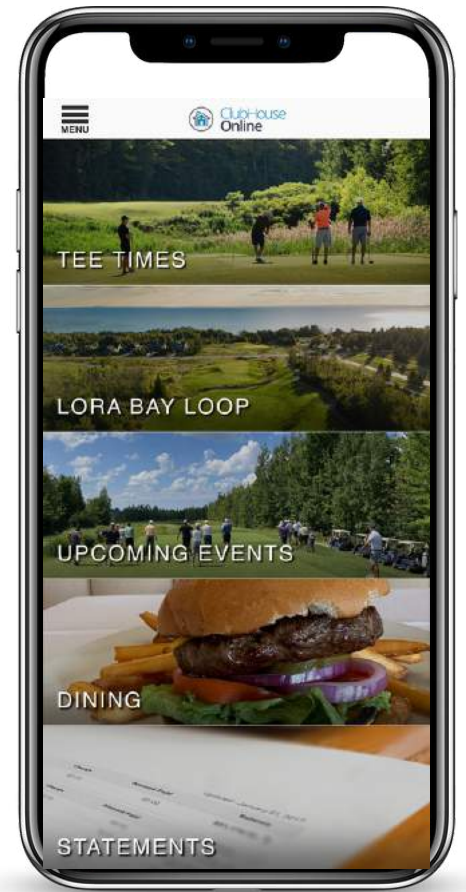 MENU
ClubHouse
Online
TEE TIMES
LORA BAY LOOP
UPCOMING EVENTS
DINING
STATEMENTS